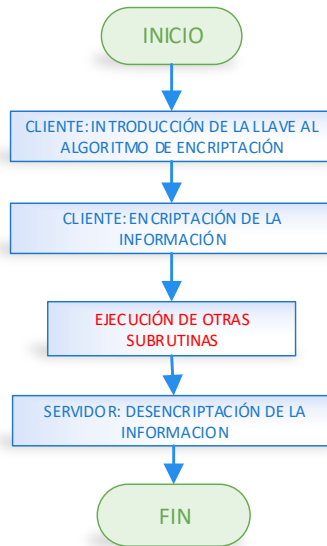 INICIO
CLIENTE: INTRODUCCIÓN DE LA LLAVE AL
ALGORITMO DE ENCRIPTACIÓN
CLIENTE: ENCRIPTACIÓN DE LA
INFORMACIÓN
EJECUCIÓN DE OTRAS
SUBRUTINAS
SERVIDOR: DESENCRIPTACIÓN DE LA
INFORMACION
FIN